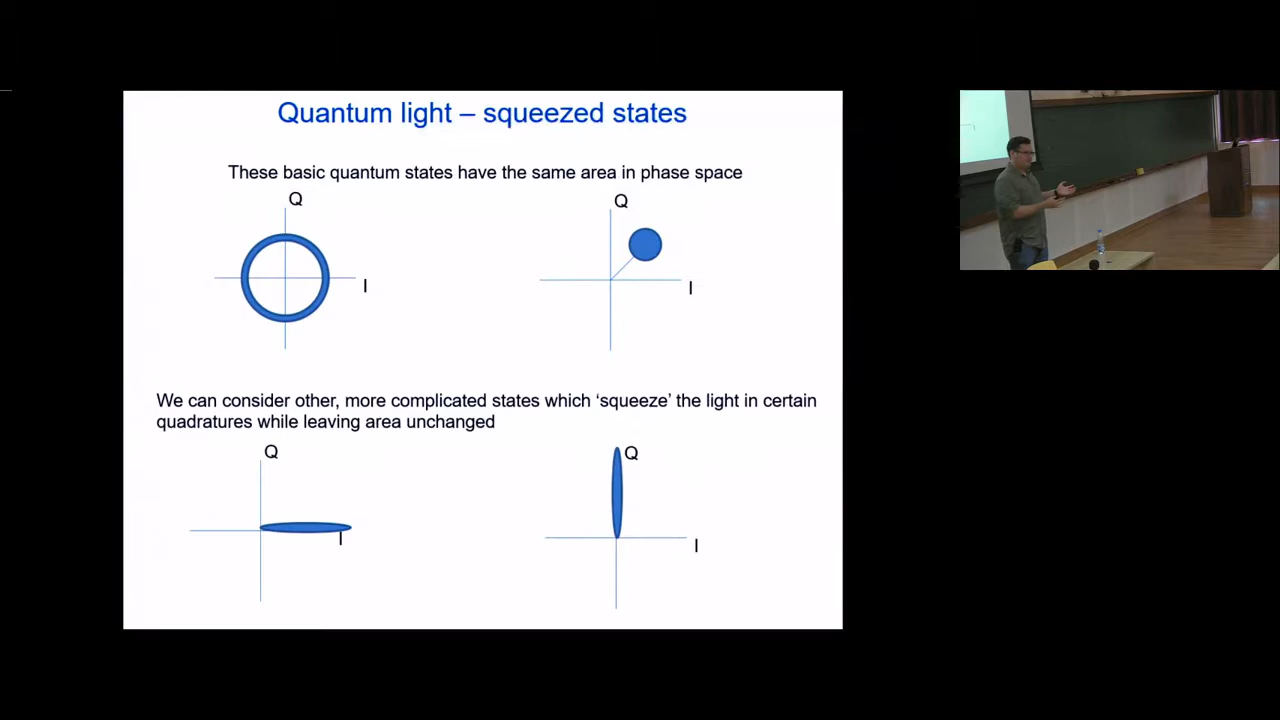 Quantum light – squeezed states
These basic quantum states have the same area in phase space
Q
Q
I
I
We can consider other, more complicated states which ‘squeeze’ the light in certain
quadratures while leaving area unchanged
Q
Q
I
I